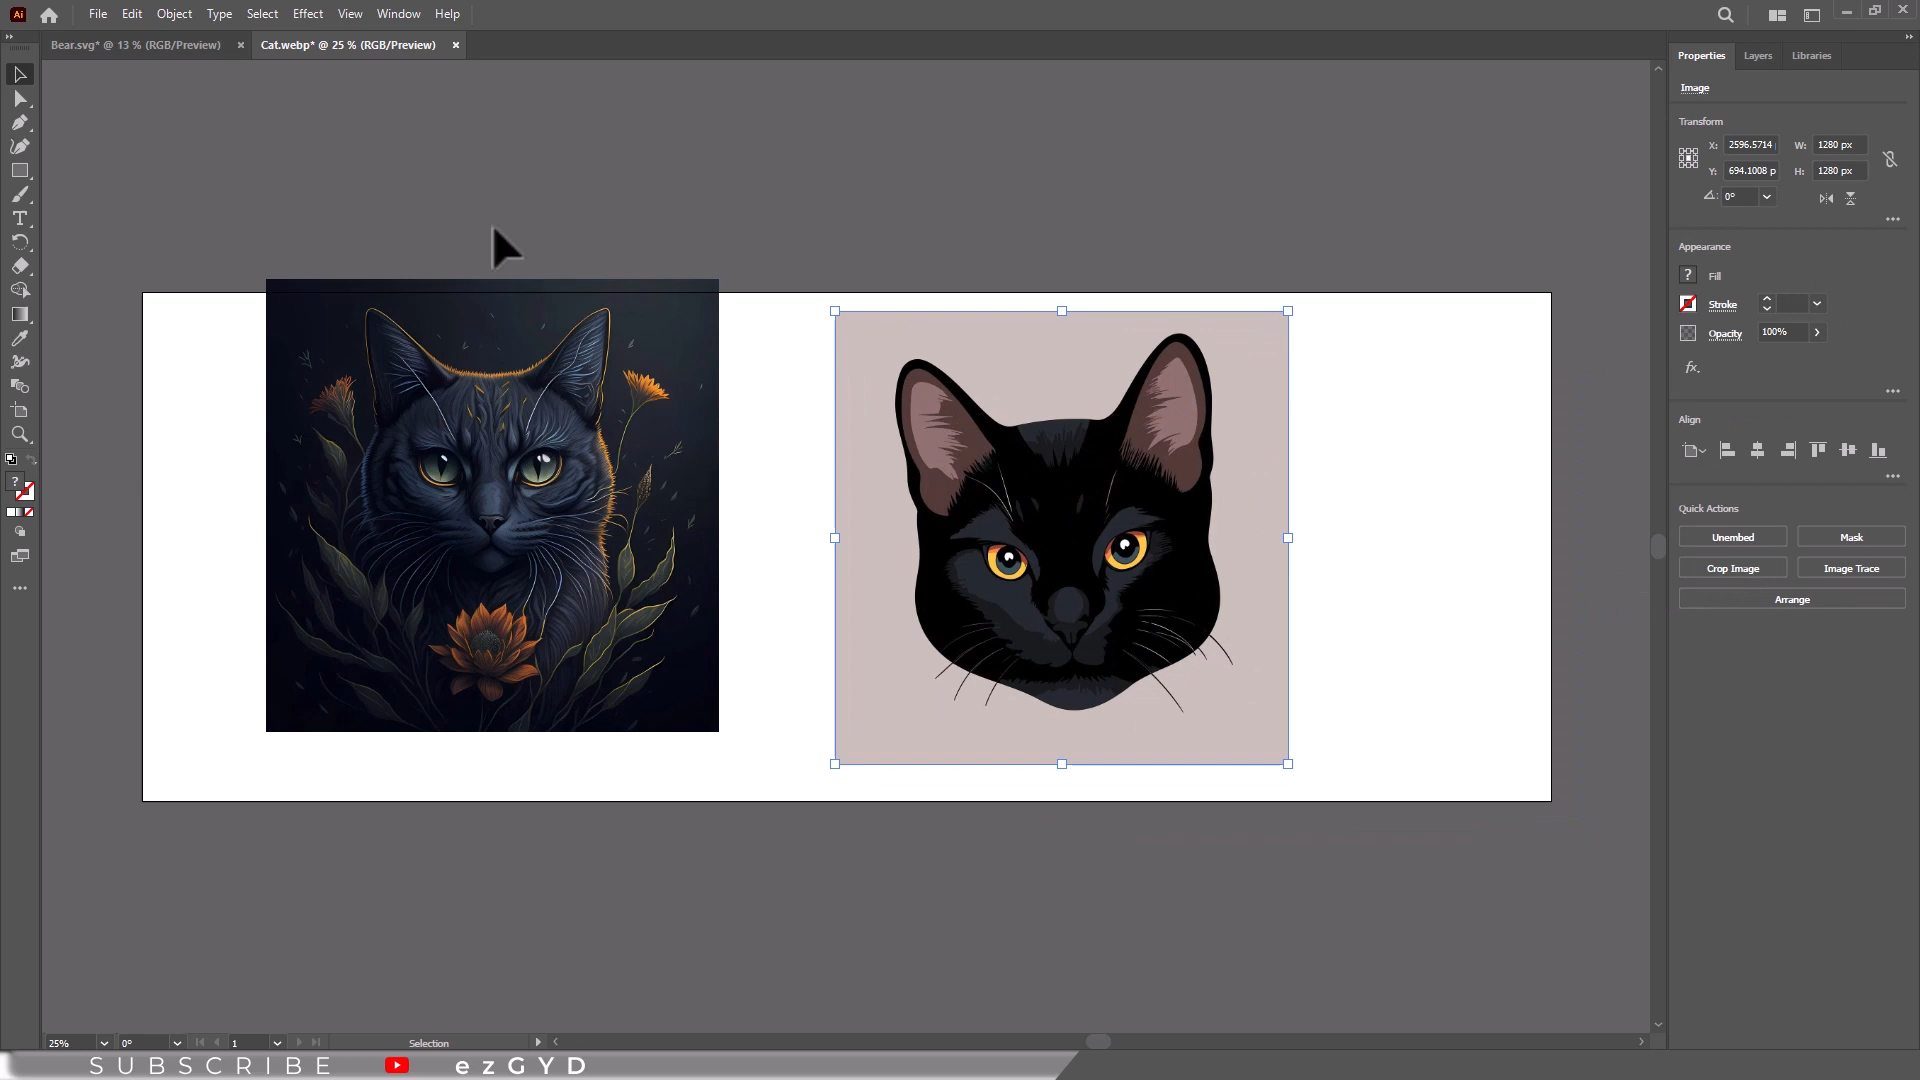 Ai File Edit Object Type Select Effect View Window Help
Bear.svg* @ 13 % (RGB/Preview) × Cat.webp* @ 25 % (RGB/Preview) ×
Properties Layers Libraries
Image
Transform
X: 2596.5714 W: 1280 px
Y: 694.1008 p H: 1280 px
0°
Appearance
? Fill
Stroke
Opacity 100%
fx.
Align
Quick Actions
Unembed Mask
Crop Image Image Trace
Arrange
25% 0° 1 Selection
SUBSCRIBE ezGYD